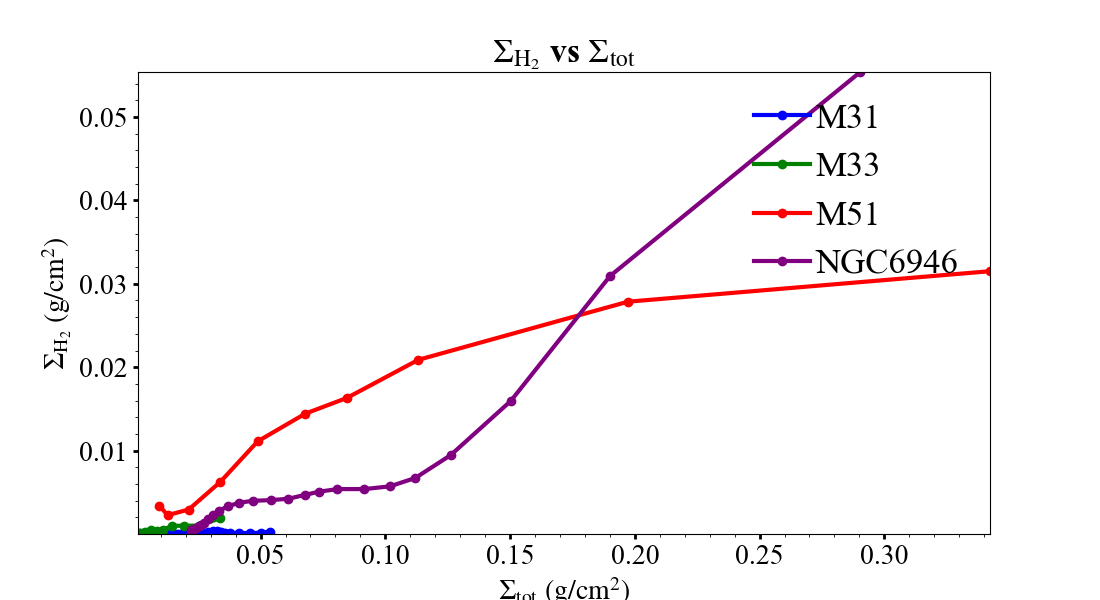 Σ_H₂ vs Σ_tot
Σ_H₂ (g/cm²)
0.05
0.04
0.03
0.02
0.01
M31
M33
M51
NGC6946
0.05 0.10 0.15 0.20 0.25 0.30
Σ_tot (g/cm²)